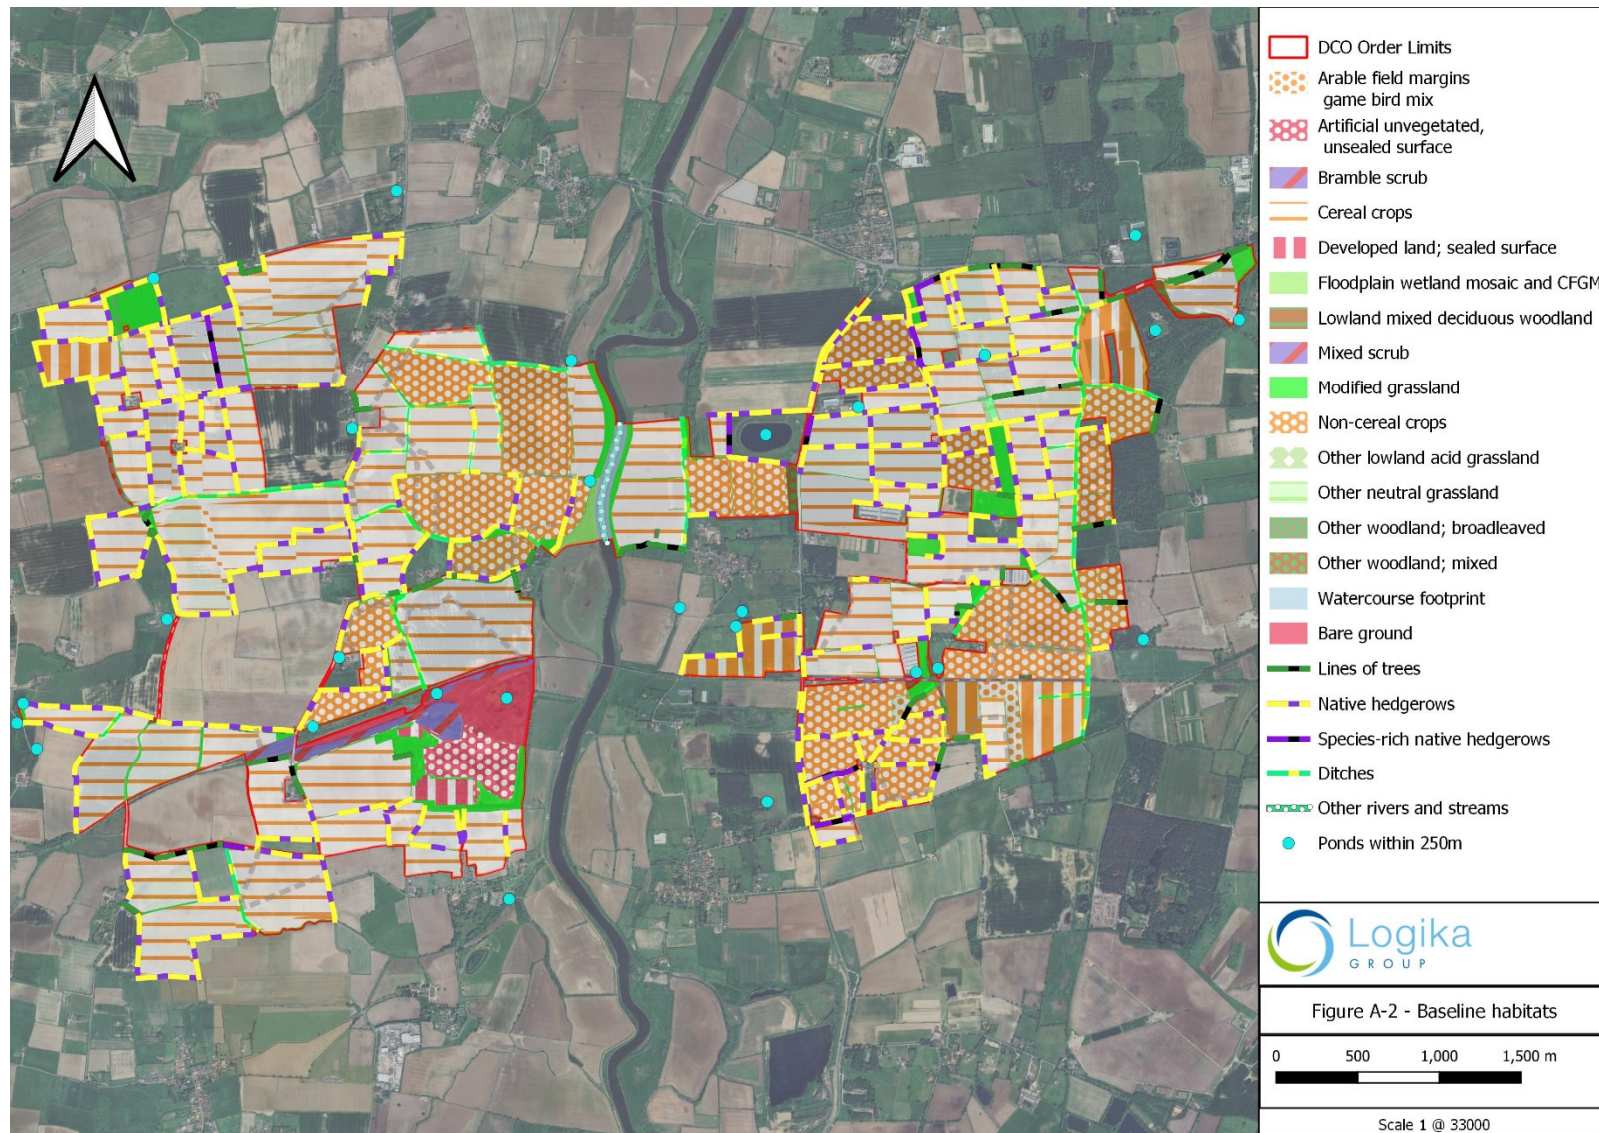 DCO Order Limits
Arable field margins
game bird mix
Artificial unvegetated,
unsealed surface
Bramble scrub
Cereal crops
Developed land; sealed surface
Floodplain wetland mosaic and CFGM
Lowland mixed deciduous woodland
Mixed scrub
Modified grassland
Non-cereal crops
Other lowland acid grassland
Other neutral grassland
Other woodland; broadleaved
Other woodland; mixed
Watercourse footprint
Bare ground
Lines of trees
Native hedgerows
Species-rich native hedgerows
Ditches
Other rivers and streams
Ponds within 250m
Logika
GROUP
Figure A-2 - Baseline habitats
0 500 1,000 1,500 m
Scale 1 @ 33000